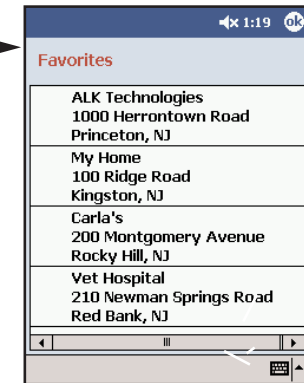 1:19 ok
Favorites
ALK Technologies
1000 Herrontown Road
Princeton, NJ
My Home
100 Ridge Road
Kingston, NJ
Carla's
200 Montgomery Avenue
Rocky Hill, NJ
Vet Hospital
210 Newman Springs Road
Red Bank, NJ